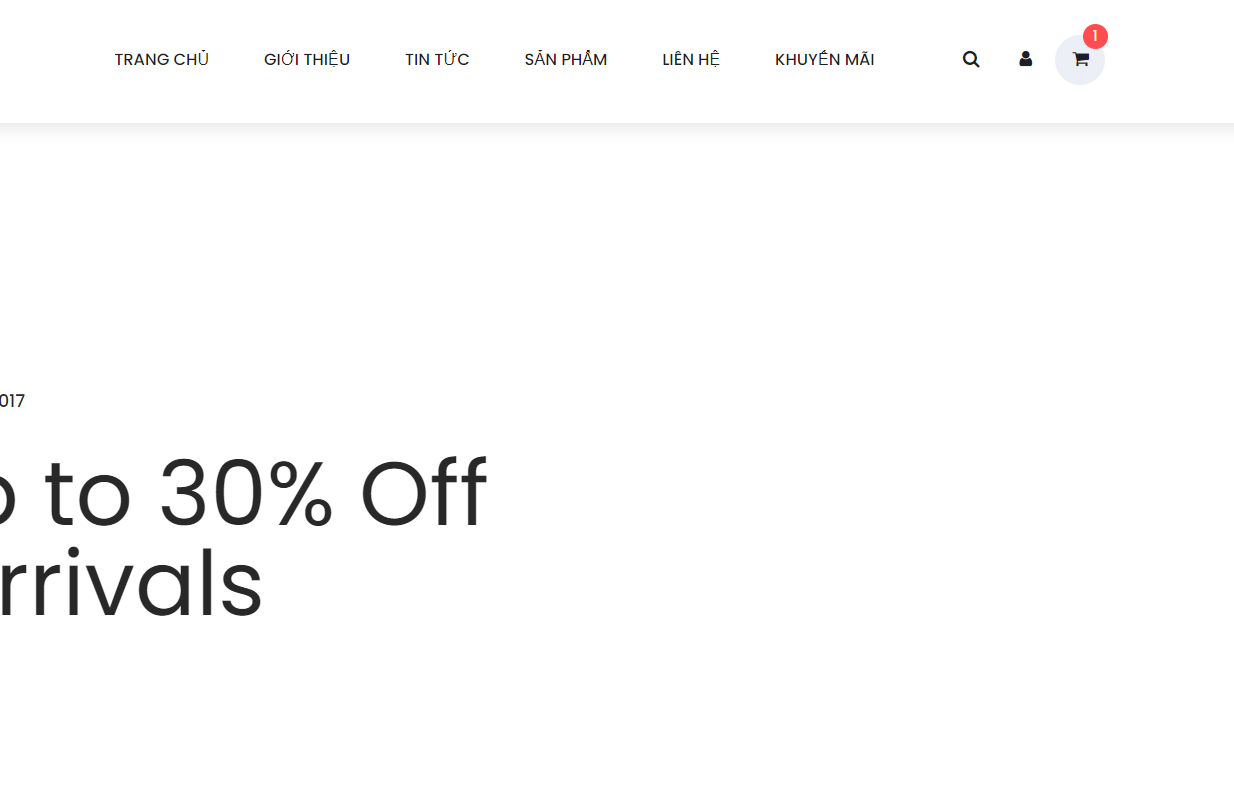 1
TRANG CHỦ GIỚI THIỆU TIN TỨC SẢN PHẨM LIÊN HỆ KHUYẾN MÃI
017
to 30% Off
rrivals